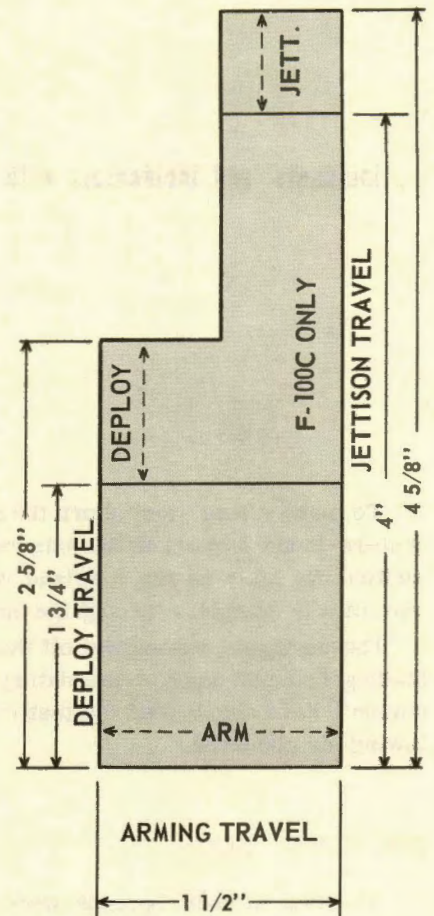 JETT.
F-100C ONLY
JETTISON TRAVEL
4"
4 5/8"
DEPLOY
DEPLOY TRAVEL
2 5/8"
1 3/4"
ARM
ARMING TRAVEL
1 1/2"